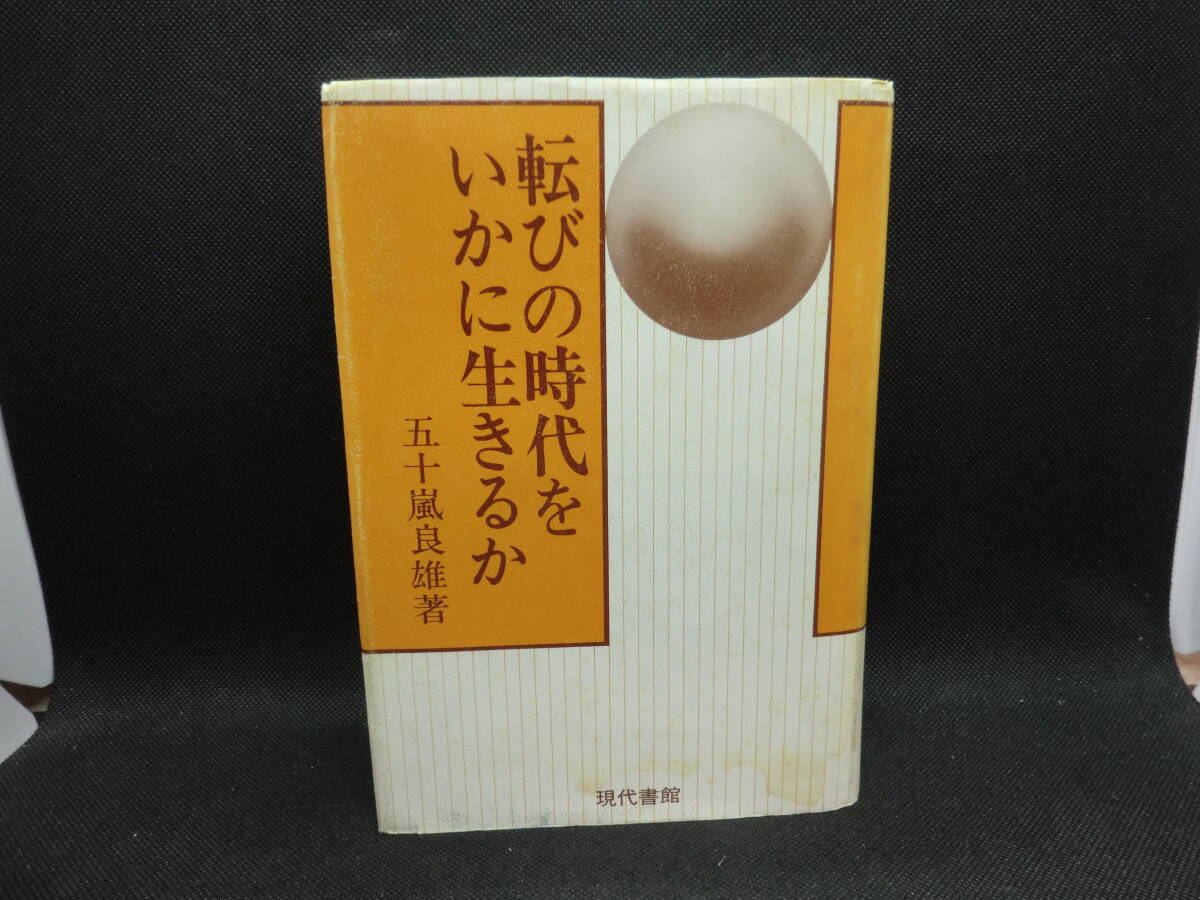 転びの時代を
いかに生きるか
五十嵐良雄著
現代書館